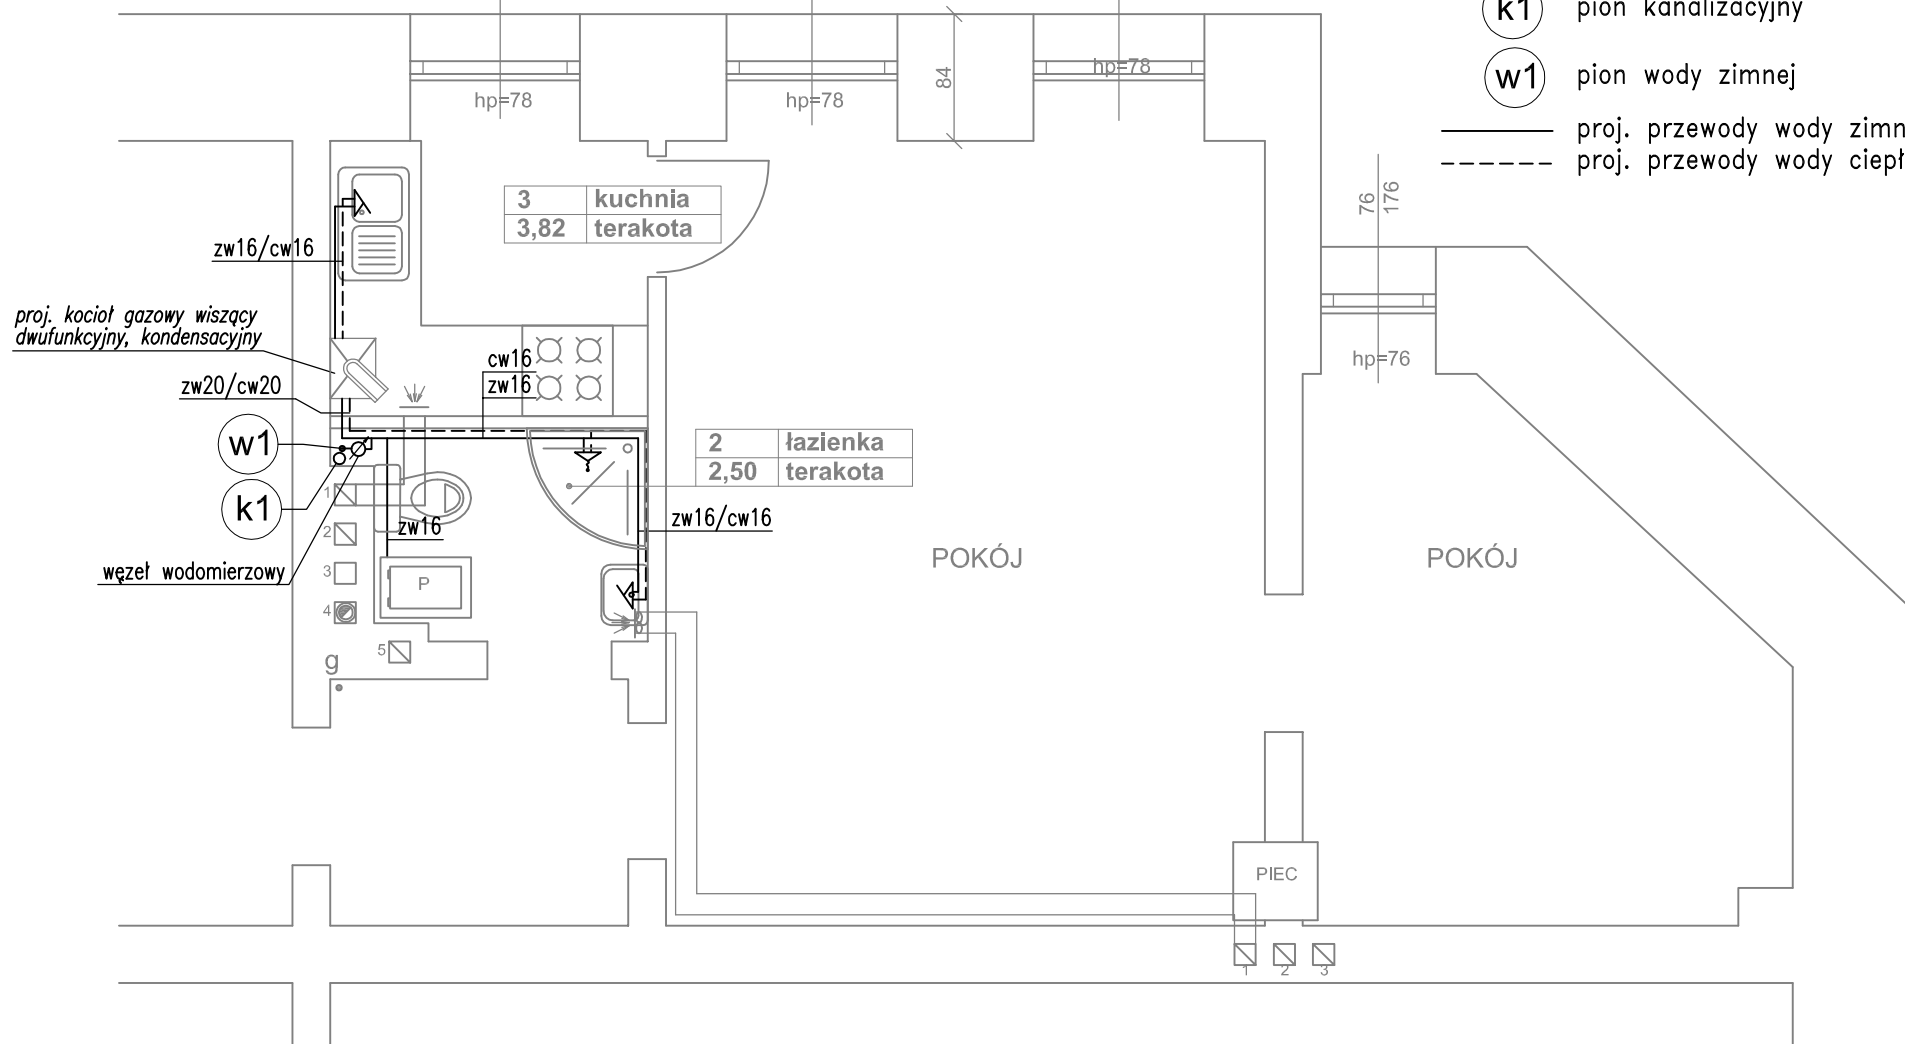 k1 pion kanalizacyjny
w1 pion wody zimnej
proj. przewody wody zimn
proj. przewody wody ciepł
hp=78
hp=78
hp=78
84
76
176
hp=76
3 kuchnia
3,82 terakota
zw16/cw16
proj. kocioł gazowy wiszący
dwufunkcyjny, kondensacyjny
zw20/cw20
cw16
zw16
w1
k1
2 łazienka
2,50 terakota
zw16/cw16
zw16
węzeł wodomierzowy
1
2
3
4
5
P
g
POKÓJ
POKÓJ
PIEC
1 2 3